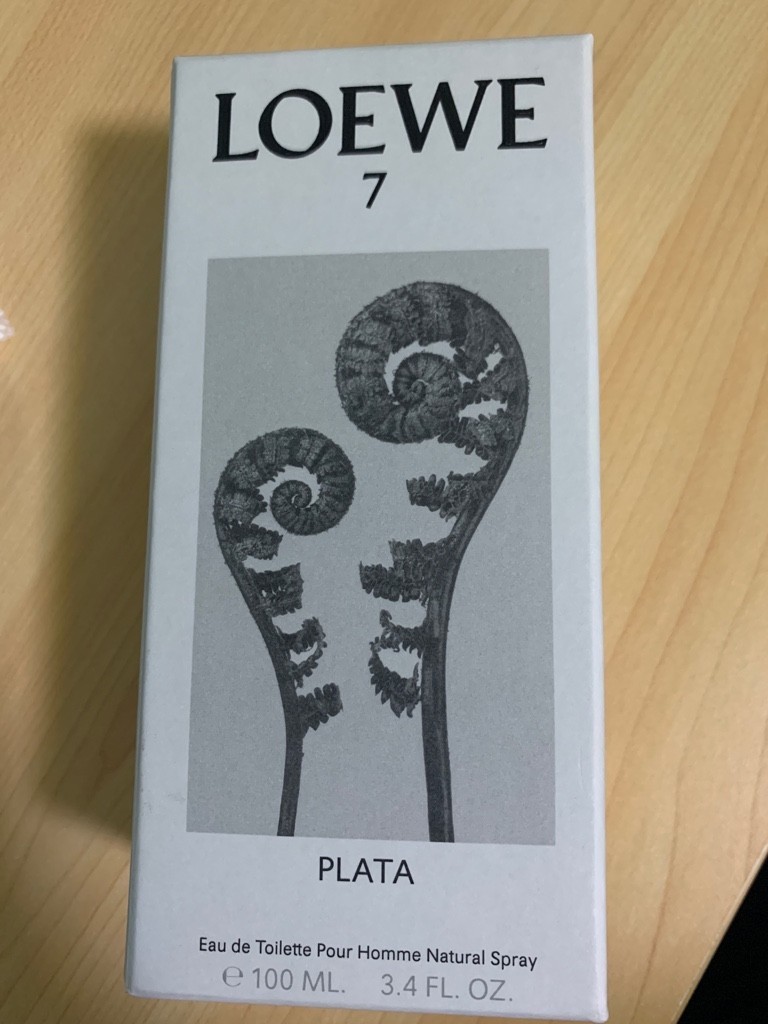 LOEWE
7
PLATA
Eau de Toilette Pour Homme Natural Spray
℮ 100 ML. 3.4 FL. OZ.